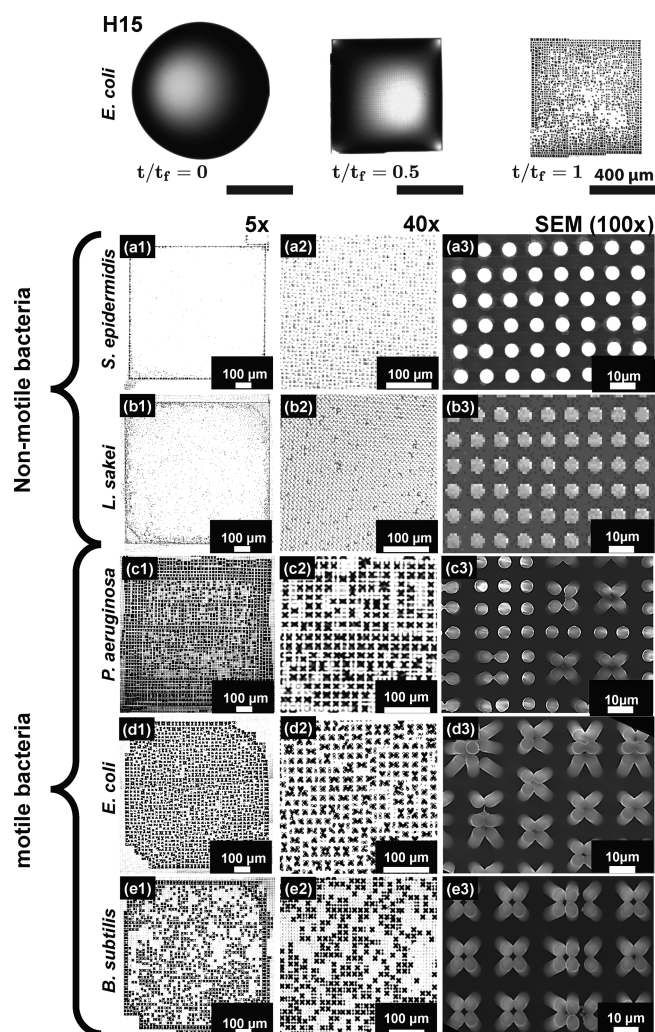 H15
E. coli
t/tf = 0
t/tf = 0.5
t/tf = 1
400 µm
5x
40x
SEM (100x)
Non-motile bacteria
S. epidermidis
(a1)
100 µm
(a2)
100 µm
(a3)
10µm
L. sakei
(b1)
100 µm
(b2)
100 µm
(b3)
10µm
motile bacteria
P. aeruginosa
(c1)
100 µm
(c2)
100 µm
(c3)
10µm
E. coli
(d1)
100 µm
(d2)
100 µm
(d3)
10µm
B. subtilis
(e1)
100 µm
(e2)
100 µm
(e3)
10 µm